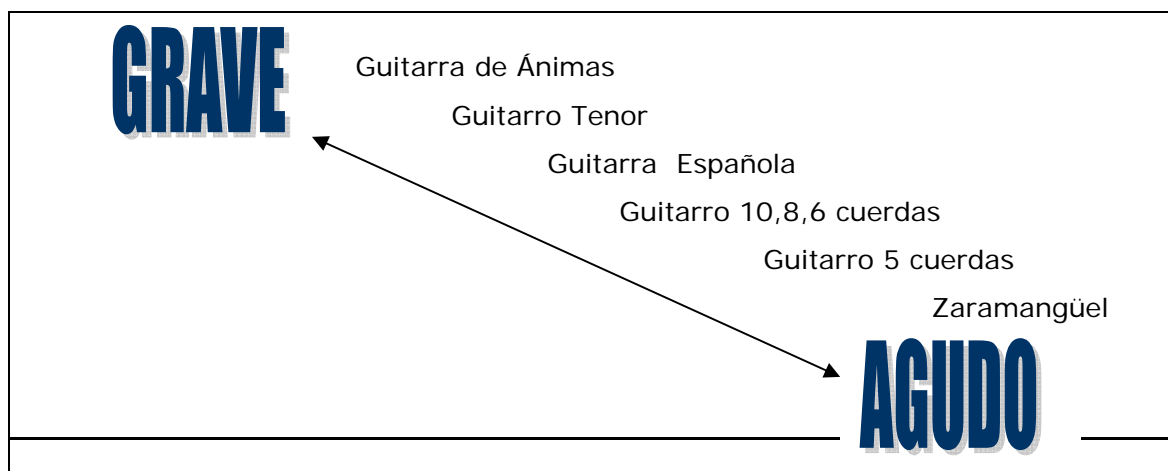 GRAVE
Guitarra de Ánimas
Guitarro Tenor
Guitarra Española
Guitarro 10,8,6 cuerdas
Guitarro 5 cuerdas
Zaramangüel
AGUDO